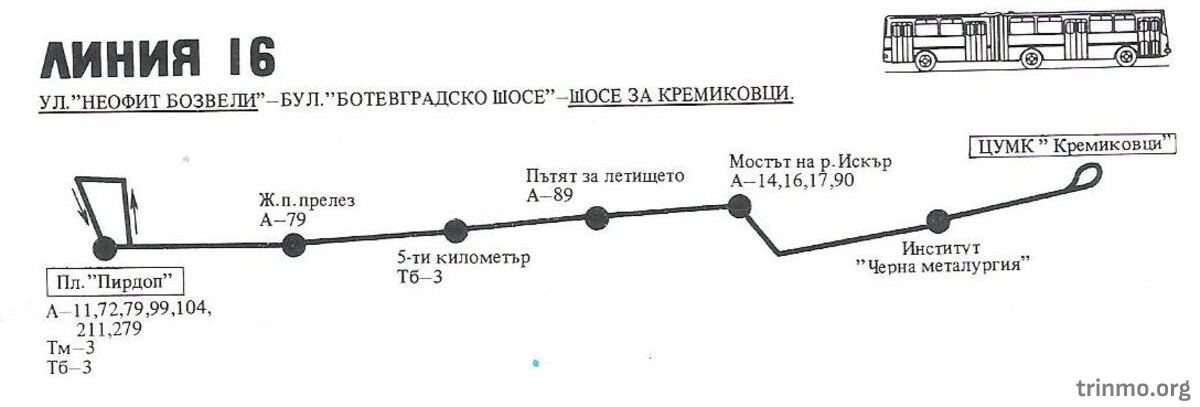 ЛИНИЯ 16
УЛ."НЕОФИТ БОЗВЕЛИ"–БУЛ."БОТЕВГРАДСКО ШОСЕ"–ШОСЕ ЗА КРЕМИКОВЦИ.
ЦУМК " Кремиковци"
Мостът на р. Искър
А–14,16,17,90
Пътят за летището
А–89
Ж.п.прелез
А–79
5-ти километър
Тб–3
Институт
"Черна металургия"
Пл."Пирдоп"
А–11,72,79,99,104,
211,279
Тм–3
Тб–3
trinmo.org